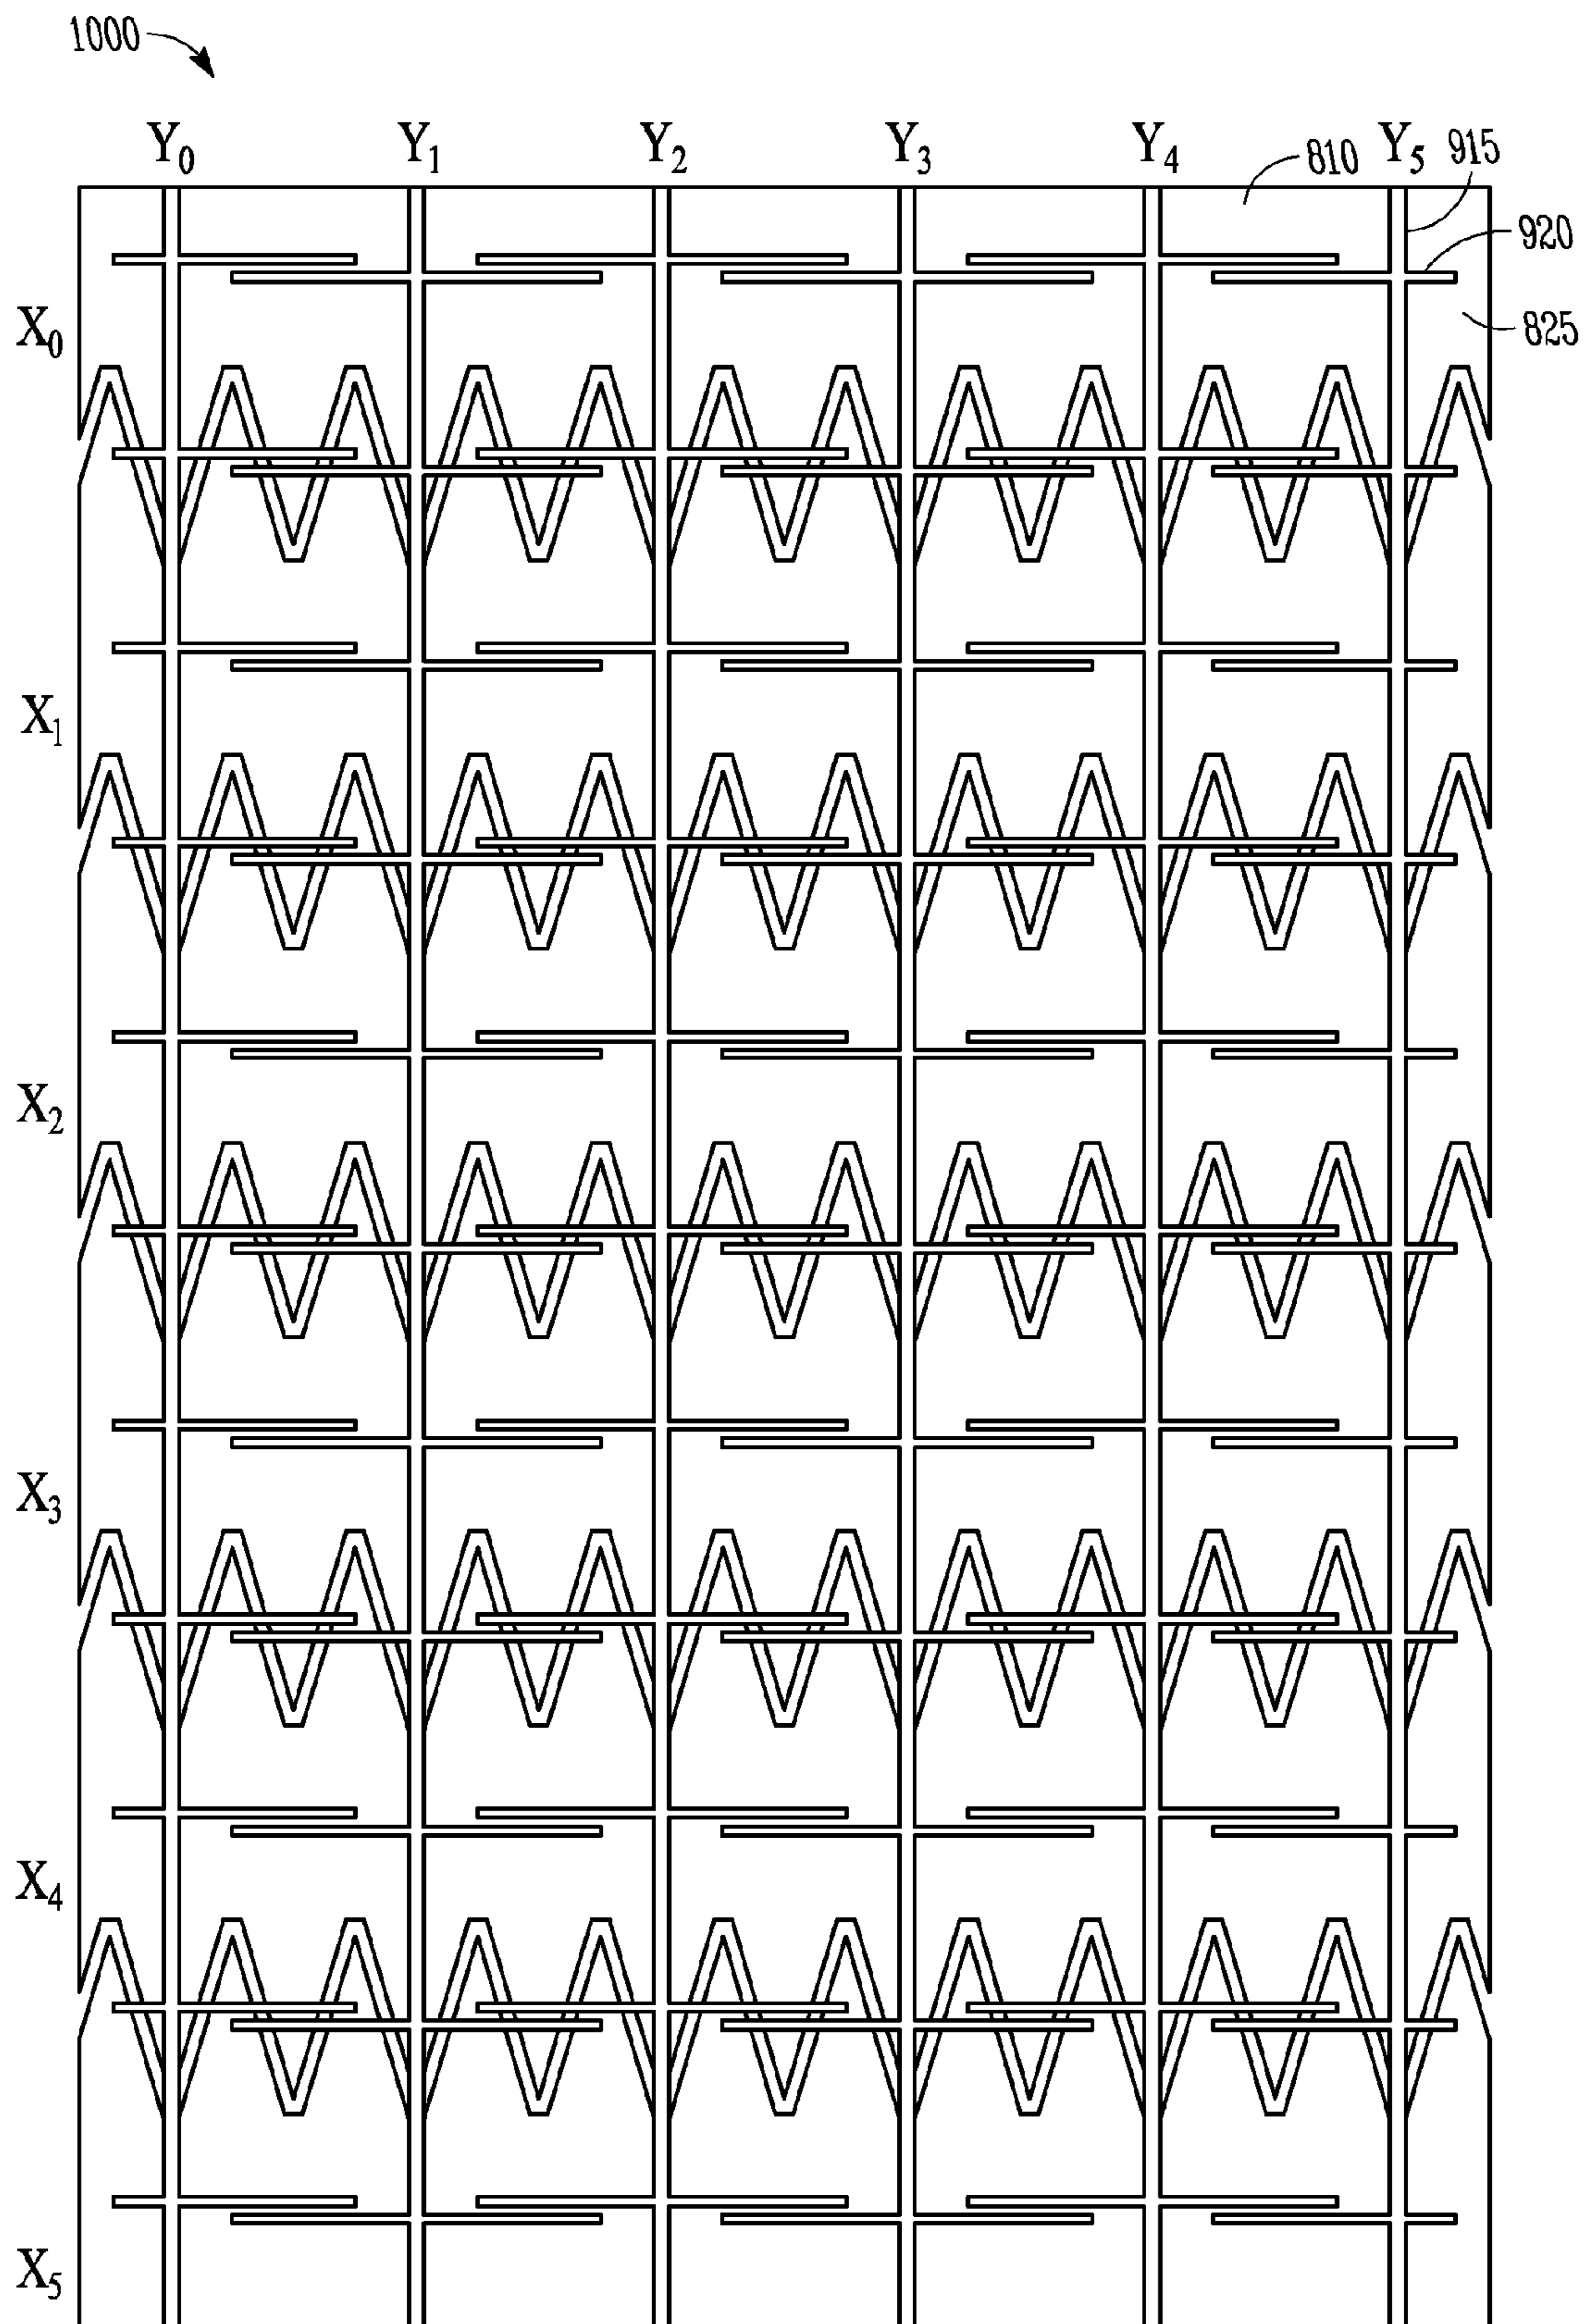 1000
Y₀ Y₁ Y₂ Y₃ Y₄ 810 Y₅ 915
920
X₀ 825
X₁
X₂
X₃
X₄
X₅